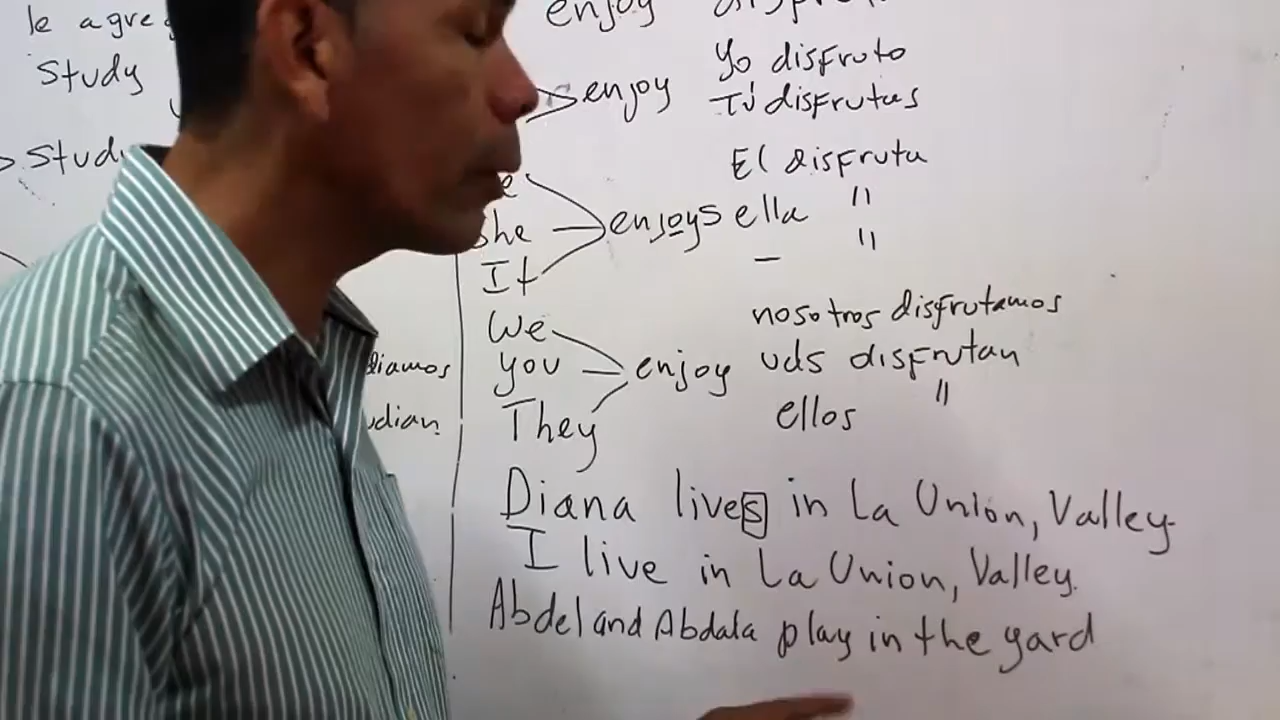 le agre
Study
Stud
diamos
udian
enjoy
enjoy Yo disfruto
Tú disfrutas
El disfruta
she enjoys ella "
It "
We nosotros disfrutamos
you enjoy uds disfrutan
They ellos "
Diana lives in La Union, Valley.
I live in La Union, Valley.
Abdel and Abdala play in the yard